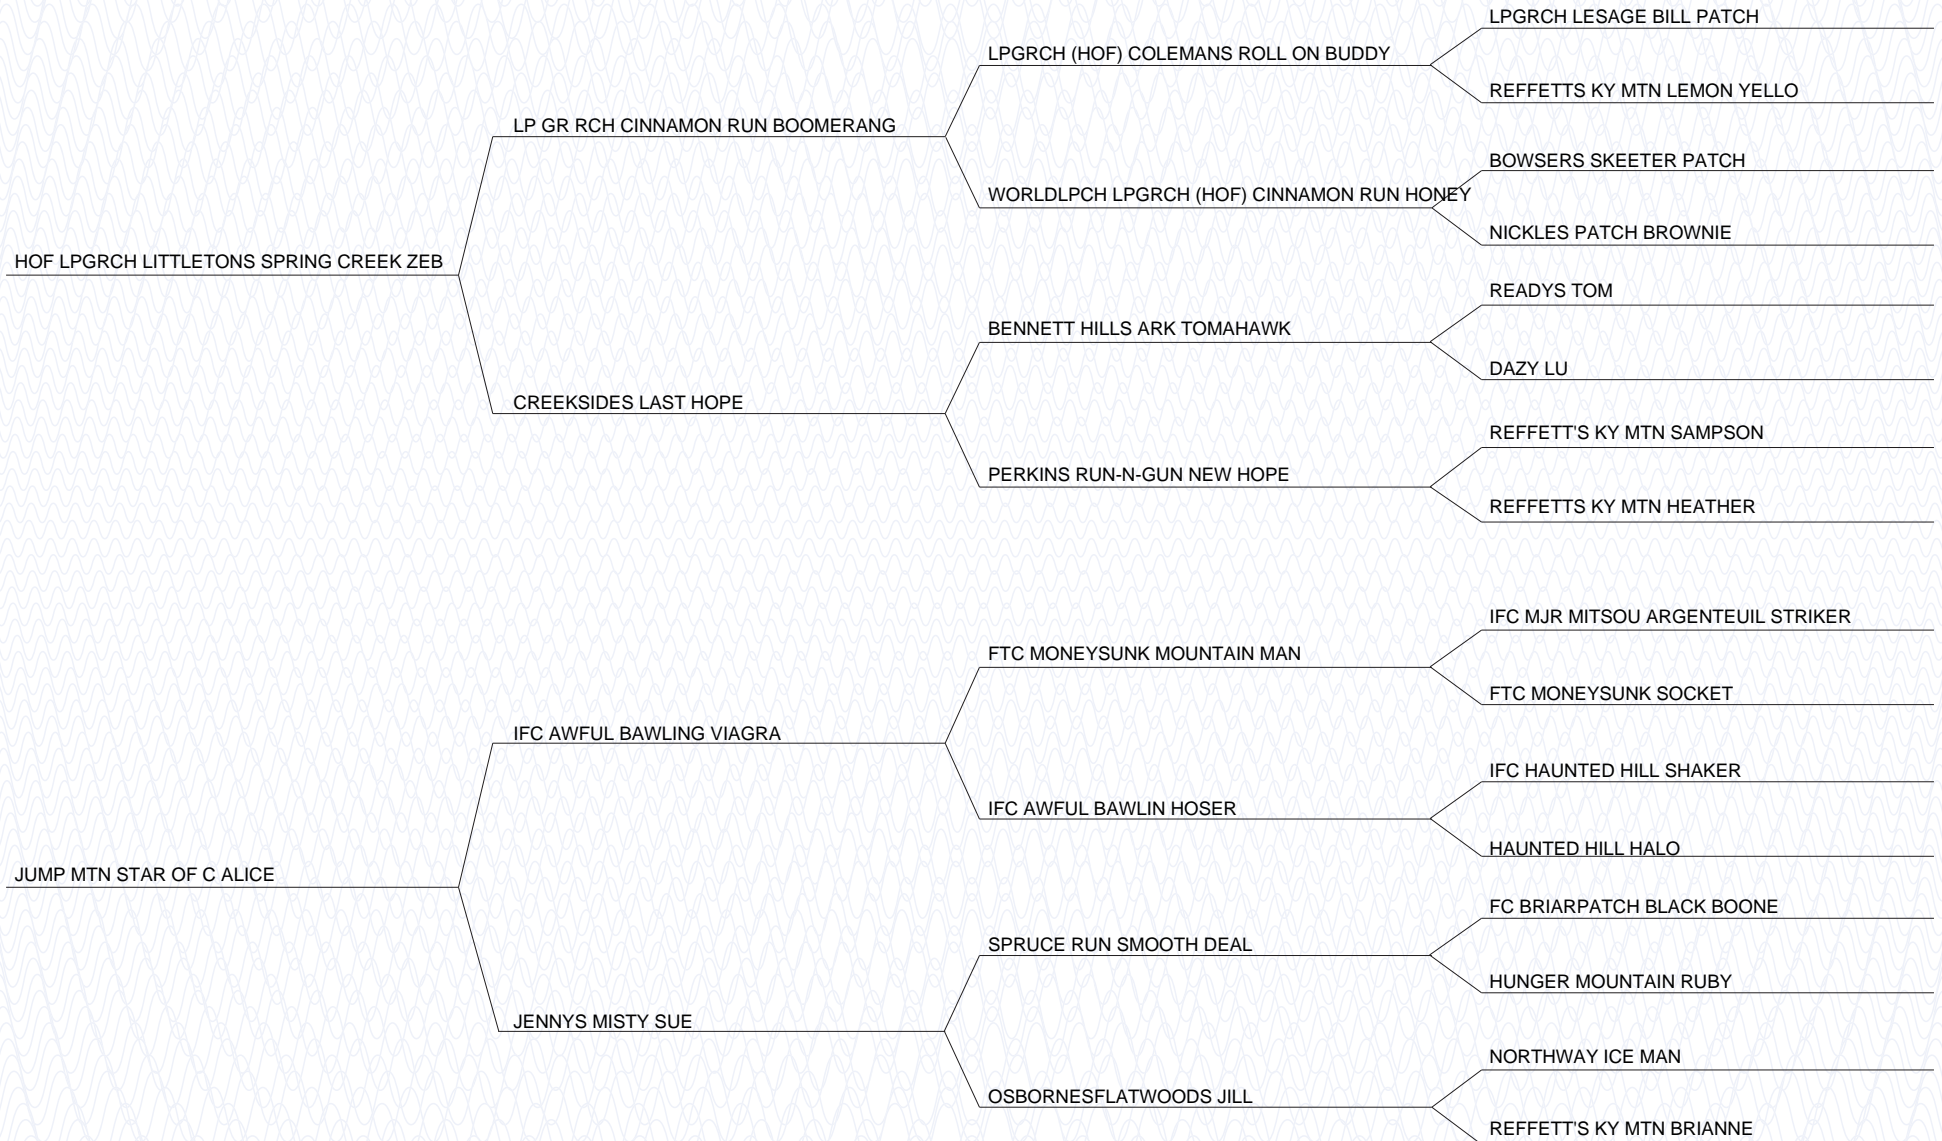 LPGRCH LESAGE BILL PATCH
LPGRCH (HOF) COLEMANS ROLL ON BUDDY
REFFETTS KY MTN LEMON YELLO
LP GR RCH CINNAMON RUN BOOMERANG
BOWSERS SKEETER PATCH
WORLDLPCH LPGRCH (HOF) CINNAMON RUN HONEY
NICKLES PATCH BROWNIE
HOF LPGRCH LITTLETONS SPRING CREEK ZEB
READYS TOM
BENNETT HILLS ARK TOMAHAWK
DAZY LU
CREEKSIDES LAST HOPE
REFFETT'S KY MTN SAMPSON
PERKINS RUN-N-GUN NEW HOPE
REFFETTS KY MTN HEATHER
IFC MJR MITSOU ARGENTEUIL STRIKER
FTC MONEYSUNK MOUNTAIN MAN
FTC MONEYSUNK SOCKET
IFC AWFUL BAWLING VIAGRA
IFC HAUNTED HILL SHAKER
IFC AWFUL BAWLIN HOSER
HAUNTED HILL HALO
JUMP MTN STAR OF C ALICE
FC BRIARPATCH BLACK BOONE
SPRUCE RUN SMOOTH DEAL
HUNGER MOUNTAIN RUBY
JENNYS MISTY SUE
NORTHWAY ICE MAN
OSBORNESFLATWOODS JILL
REFFETT'S KY MTN BRIANNE